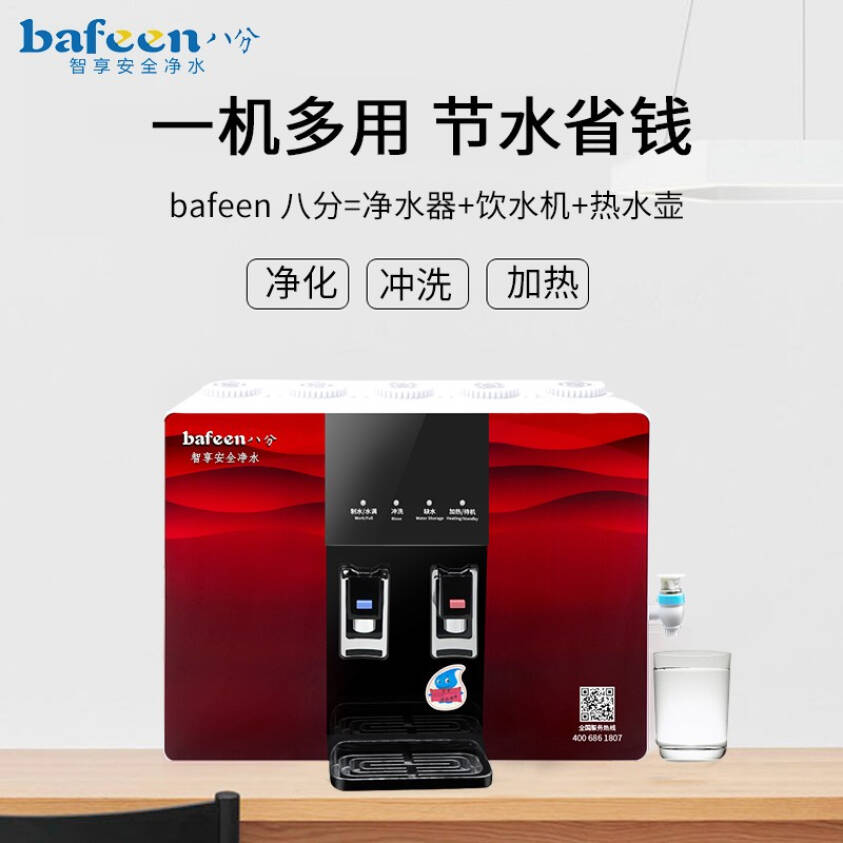 bafeen八分
智享安全净水
一机多用 节水省钱
bafeen 八分=净水器+饮水机+热水壶
净化 冲洗 加热
bafeen八分
智享安全净水
制水/水满 冲洗 缺水 加热/待机
Work/Full Rinse Water Shortage Heating/Standby
全国服务热线
400 686 1807